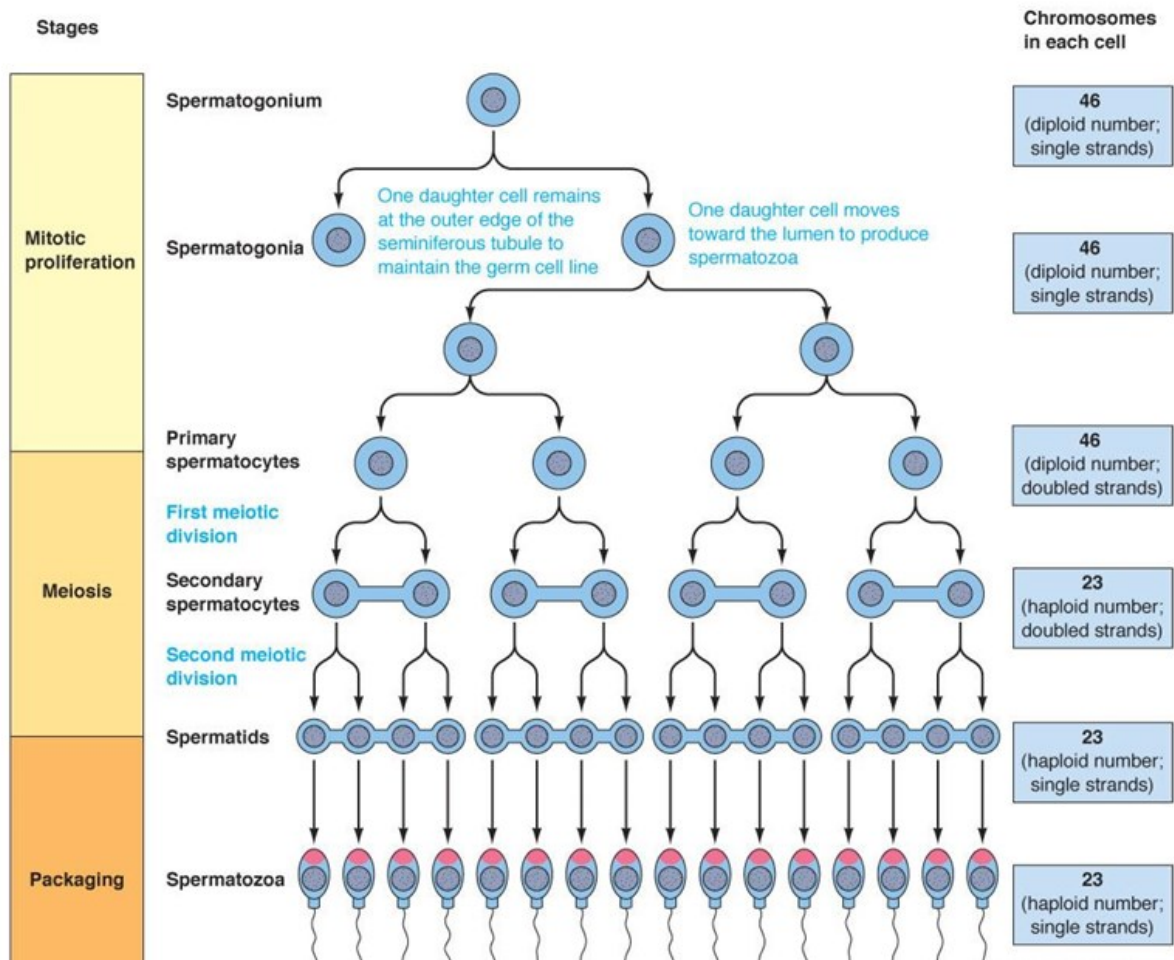 Stages
Chromosomes
in each cell
Spermatogonium
46
(diploid number;
single strands)
Mitotic
proliferation
Spermatogonia
One daughter cell remains
at the outer edge of the
seminiferous tubule to
maintain the germ cell line
One daughter cell moves
toward the lumen to produce
spermatozoa
46
(diploid number;
single strands)
Primary
spermatocytes
46
(diploid number;
doubled strands)
First meiotic
division
Meiosis
Secondary
spermatocytes
23
(haploid number;
doubled strands)
Second meiotic
division
Spermatids
23
(haploid number;
single strands)
Packaging
Spermatozoa
23
(haploid number;
single strands)